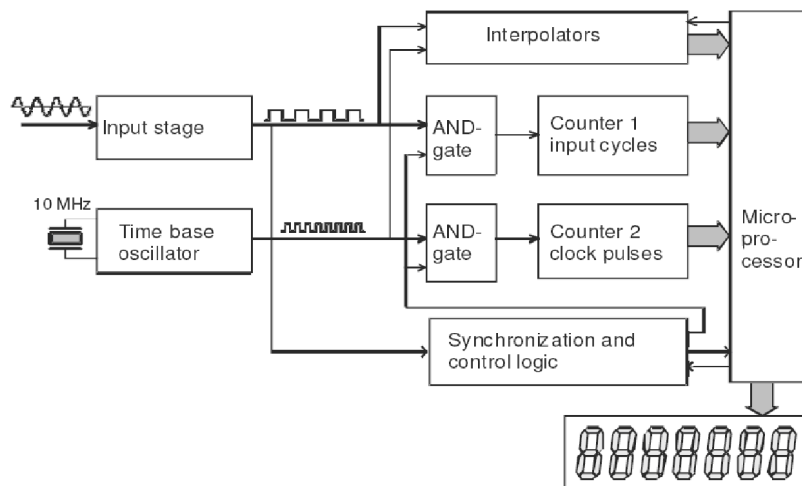 Interpolators
Input stage
AND-
gate
Counter 1
input cycles
10 MHz
Time base
oscillator
AND-
gate
Counter 2
clock pulses
Micro-
pro-
cessor
Synchronization and
control logic
8888888